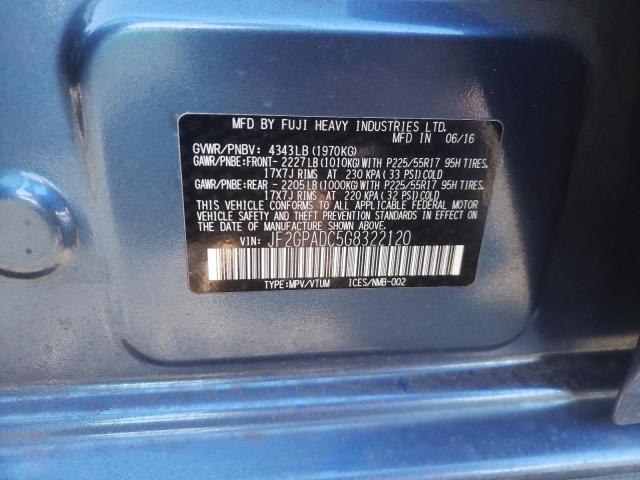 MFD BY FUJI HEAVY INDUSTRIES LTD.
MFD IN 06/16
GVWR/PNBV: 4343LB (1970KG)
GAWR/PNBE:FRONT- 2227LB (1010KG) WITH P225/55R17 95H TIRES,
17X7J RIMS AT 230 KPA ( 33 PSI) COLD
GAWR/PNBE:REAR - 2205LB (1000KG) WITH P225/55R17 95H TIRES,
17X7J RIMS AT 220 KPA ( 32 PSI) COLD
THIS VEHICLE CONFORMS TO ALL APPLICABLE FEDERAL MOTOR
VEHICLE SAFETY AND THEFT PREVENTION STANDARDS IN EFFECT ON
THE DATE OF MANUFACTURE SHOWN ABOVE.
VIN: JF2GPADC5G8322120
TYPE:MPV/VTUM ICES/NMB-002